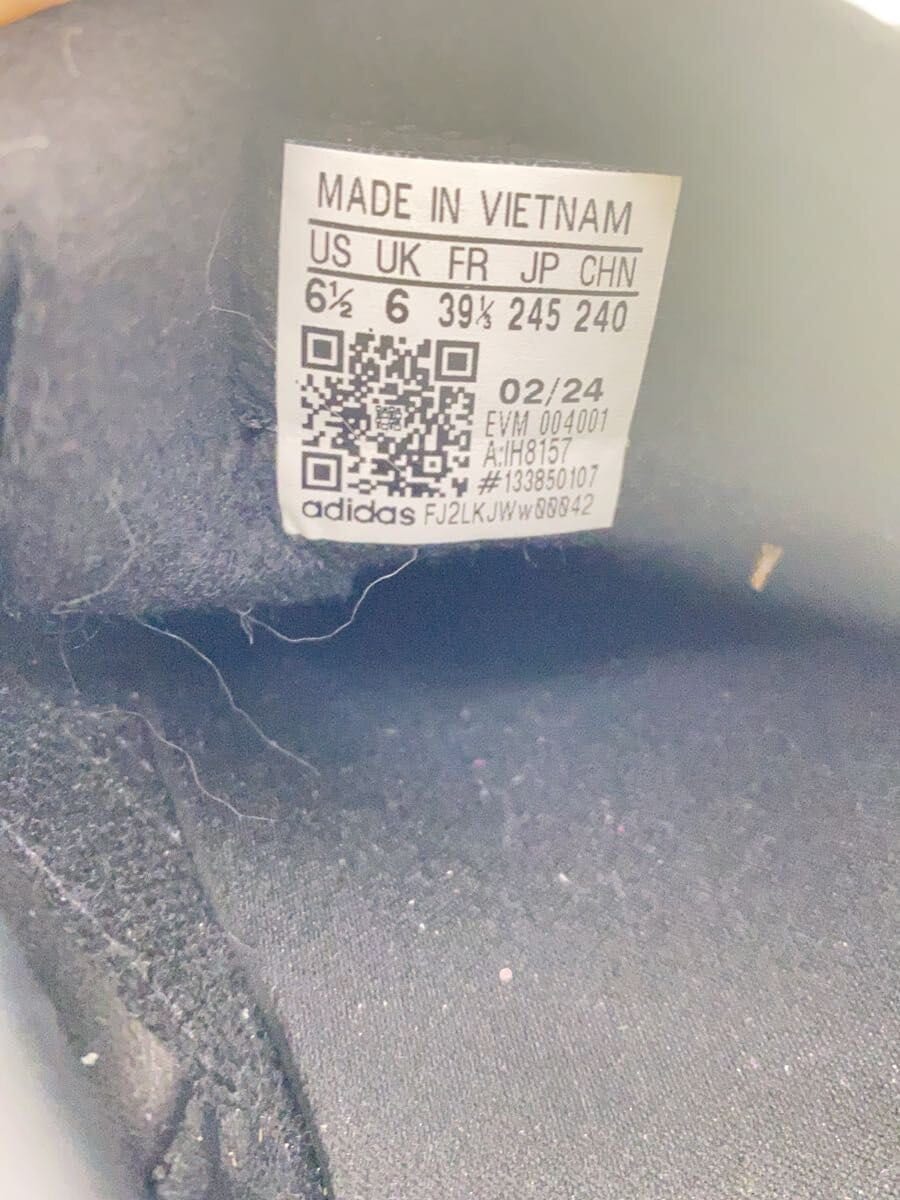 MADE IN VIETNAM
US UK FR JP CHN
6½ 6 39⅓ 245 240
02/24
EVM 004001
A:IH8157
#133850107
adidas FJ2LKJWw00042